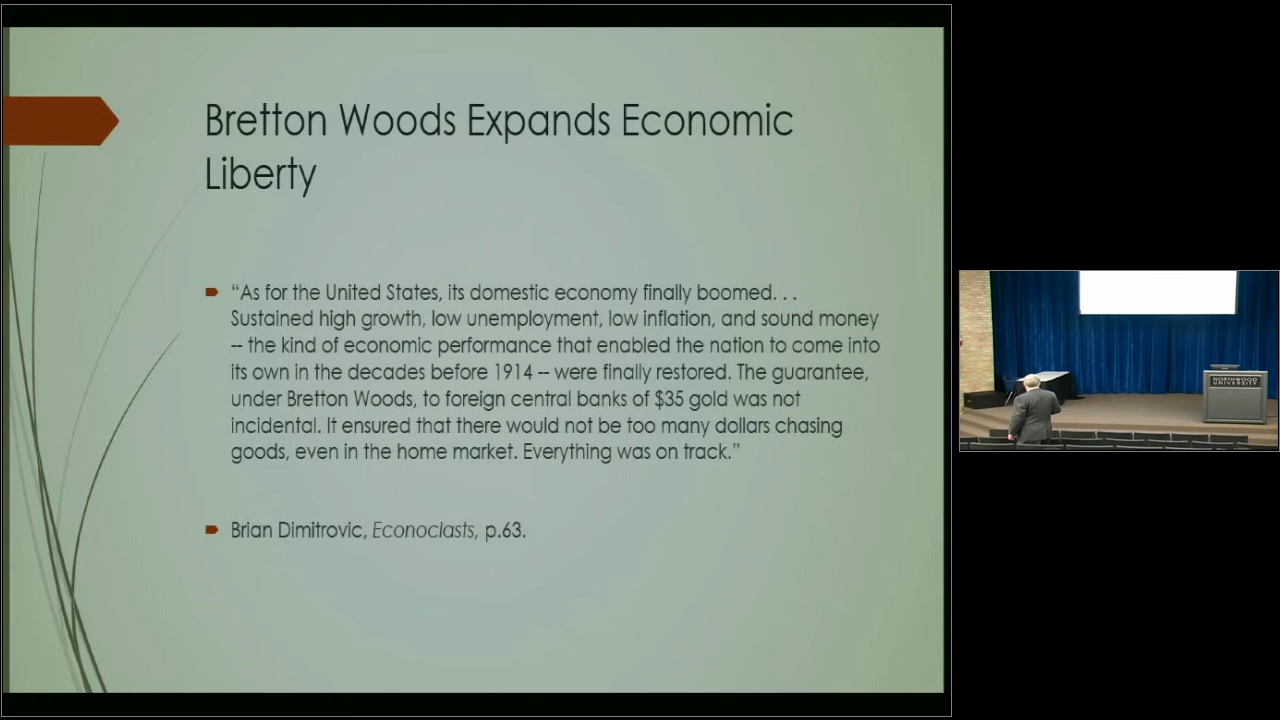 Bretton Woods Expands Economic
Liberty
“As for the United States, its domestic economy finally boomed. . .
Sustained high growth, low unemployment, low inflation, and sound money
-- the kind of economic performance that enabled the nation to come into
its own in the decades before 1914 -- were finally restored. The guarantee,
under Bretton Woods, to foreign central banks of $35 gold was not
incidental. It ensured that there would not be too many dollars chasing
goods, even in the home market. Everything was on track.”
Brian Dimitrovic, Econoclasts, p.63.
NORTHWOOD
UNIVERSITY